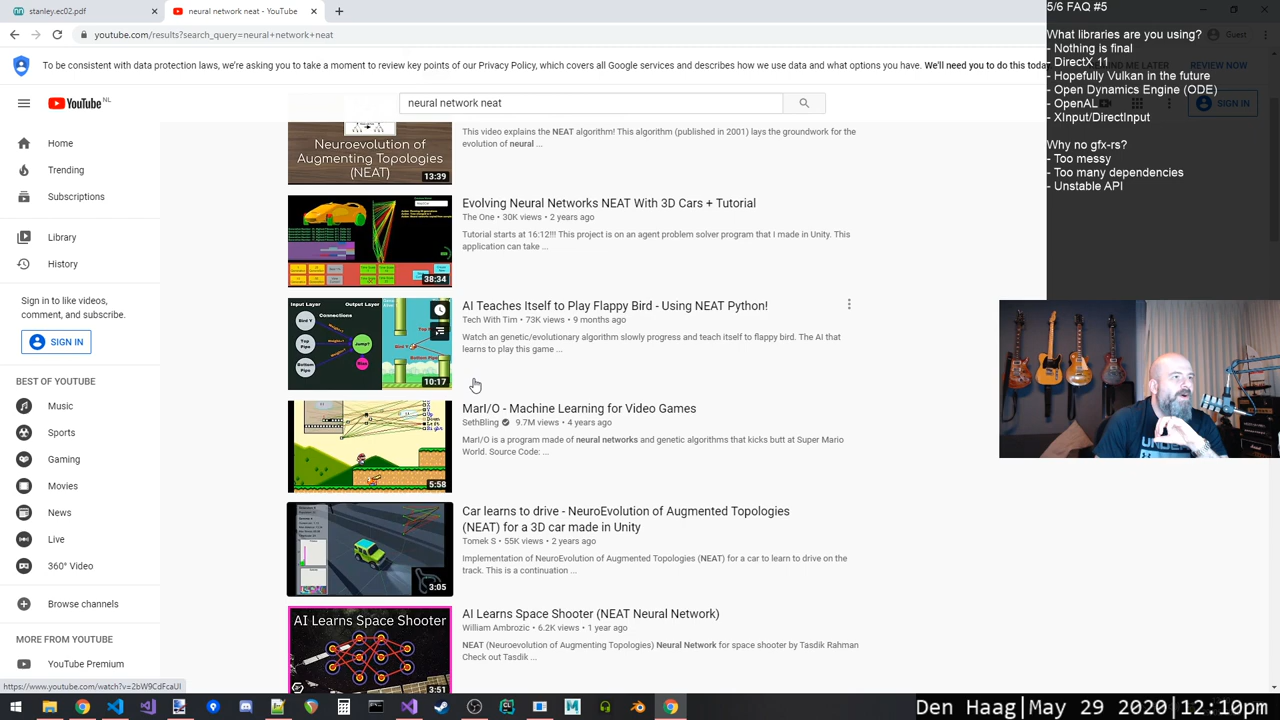 stanley.ec02.pdf
neural network neat - YouTube
5/6 FAQ #5
youtube.com/results?search_query=neural+network+neat
Guest
What libraries are you using?
- Nothing is final
- DirectX 11
- Hopefully Vulkan in the future
- Open Dynamics Engine (ODE)
- OpenAL
- XInput/DirectInput
Why no gfx-rs?
- Too messy
- Too many dependencies
- Unstable API
To be consistent with data protection laws, we're asking you to take a moment to review key points of our Privacy Policy, which covers all Google services and describes how we use data and what options you have. We'll need you to do this today
REVIEW NOW
YouTube NL
neural network neat
SIGN IN
Home
Trending
Subscriptions
Library
History
Sign in to like videos,
comment, and subscribe.
SIGN IN
BEST OF YOUTUBE
Music
Sports
Gaming
Movies
News
Live
360° Video
Browse channels
MORE FROM YOUTUBE
YouTube Premium
https://www.youtube.com/watch?v=2bW9CdFcaUI
Neuroevolution of
Augmenting Topologies
(NEAT)
13:39
This video explains the NEAT algorithm! This algorithm (published in 2001) lays the groundwork for the
evolution of neural ...
38:34
Evolving Neural Networks NEAT With 3D Cars + Tutorial
The One • 30K views • 2 years ago
Tutorial starts at 16:12!!! This project is on an agent problem solver program that I made in Unity. This
application can take ...
Input Layer
Output Layer
Connections
Bird Y
Top Pipe
Bottom Pipe
Jump?
10:17
AI Teaches Itself to Play Flappy Bird - Using NEAT Python!
Tech With Tim • 73K views • 9 months ago
Watch an genetic/evolutionary algorithm slowly progress and teach itself to flappy bird. The AI that
learns to play this game ...
5:58
MarI/O - Machine Learning for Video Games
SethBling • 9.7M views • 4 years ago
MarI/O is a program made of neural networks and genetic algorithms that kicks butt at Super Mario
World. Source Code: ...
3:05
Car learns to drive - NeuroEvolution of Augmented Topologies
(NEAT) for a 3D car made in Unity
Tomek S • 55K views • 2 years ago
Implementation of NeuroEvolution of Augmented Topologies (NEAT) for a car to learn to drive on the
track. This is a continuation ...
AI Learns Space Shooter
3:51
AI Learns Space Shooter (NEAT Neural Network)
William Ambrozic • 6.2K views • 1 year ago
NEAT (Neuroevolution of Augmenting Topologies) Neural Network for space shooter by Tasdik Rahman
Check out Tasdik ...
Den Haag|May 29 2020|12:10pm